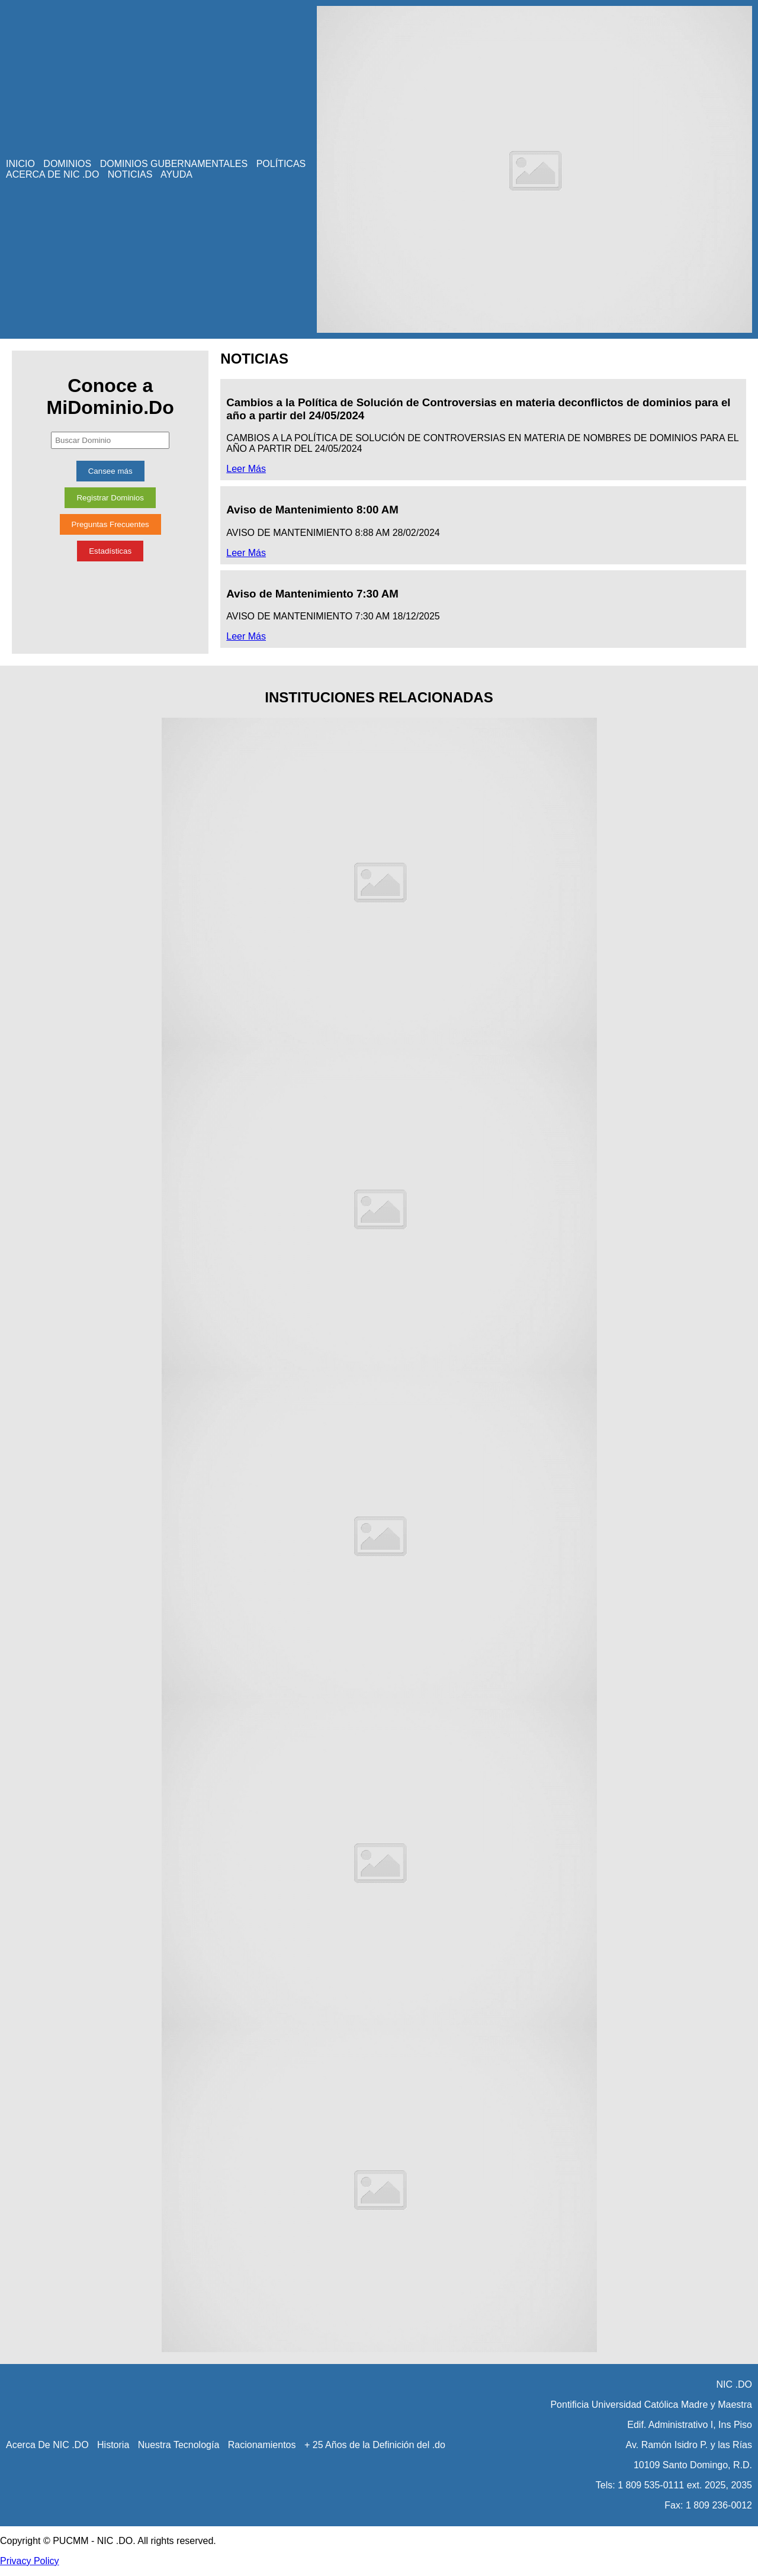 INICIO DOMINIOS DOMINIOS GUBERNAMENTALES POLÍTICAS
ACERCA DE NIC .DO NOTICIAS AYUDA
Conoce a
MiDominio.Do
Buscar Dominio
Cansee más
Registrar Dominios
Preguntas Frecuentes
Estadísticas
NOTICIAS
Cambios a la Política de Solución de Controversias en materia deconflictos de dominios para el
año a partir del 24/05/2024
CAMBIOS A LA POLÍTICA DE SOLUCIÓN DE CONTROVERSIAS EN MATERIA DE NOMBRES DE DOMINIOS PARA EL
AÑO A PARTIR DEL 24/05/2024
Leer Más
Aviso de Mantenimiento 8:00 AM
AVISO DE MANTENIMIENTO 8:88 AM 28/02/2024
Leer Más
Aviso de Mantenimiento 7:30 AM
AVISO DE MANTENIMIENTO 7:30 AM 18/12/2025
Leer Más
INSTITUCIONES RELACIONADAS
Acerca De NIC .DO Historia Nuestra Tecnología Racionamientos + 25 Años de la Definición del .do
NIC .DO
Pontificia Universidad Católica Madre y Maestra
Edif. Administrativo I, Ins Piso
Av. Ramón Isidro P. y las Rías
10109 Santo Domingo, R.D.
Tels: 1 809 535-0111 ext. 2025, 2035
Fax: 1 809 236-0012
Copyright © PUCMM - NIC .DO. All rights reserved.
Privacy Policy